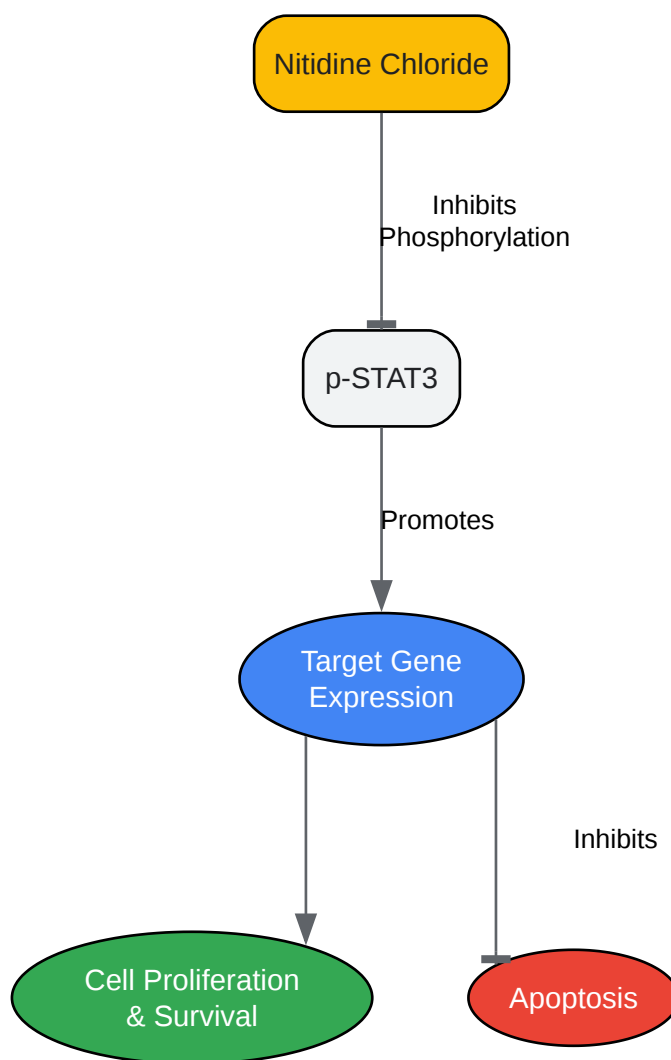 Nitidine Chloride
Inhibits
Phosphorylation
p-STAT3
Promotes
Target Gene
Expression
Inhibits
Cell Proliferation
& Survival
Apoptosis